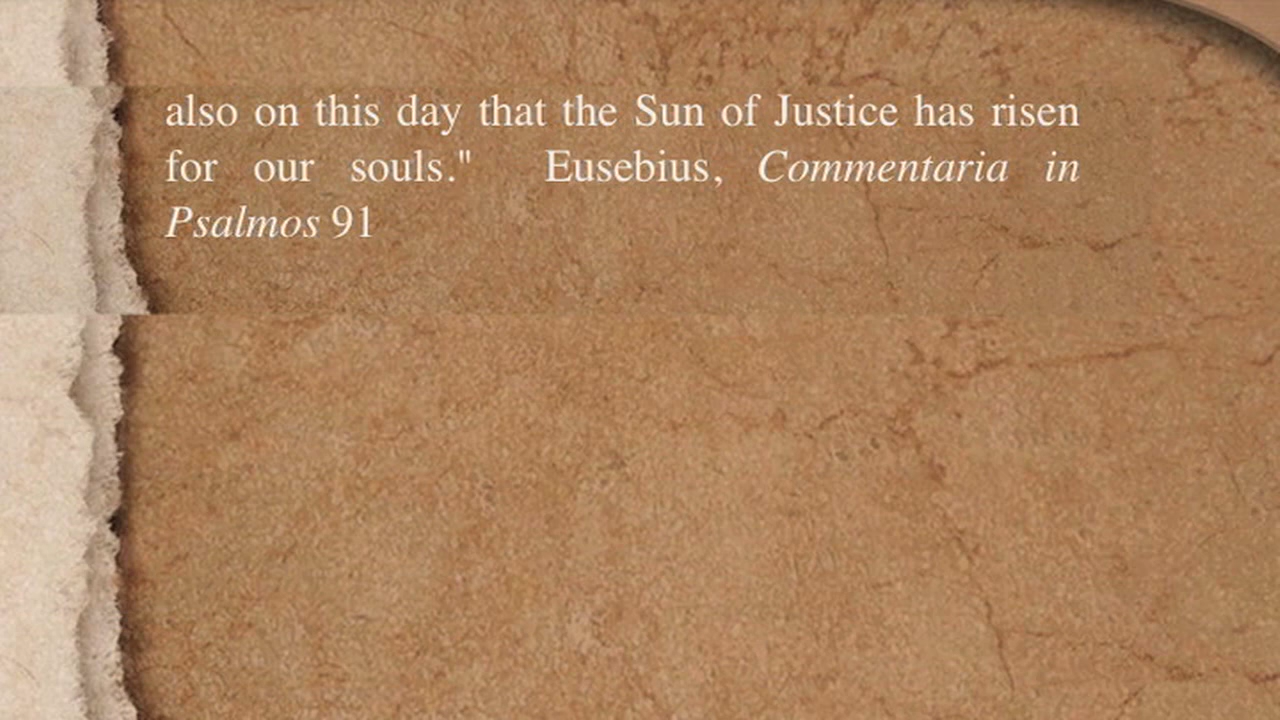 also on this day that the Sun of Justice has risen
for our souls." Eusebius, Commentaria in
Psalmos 91